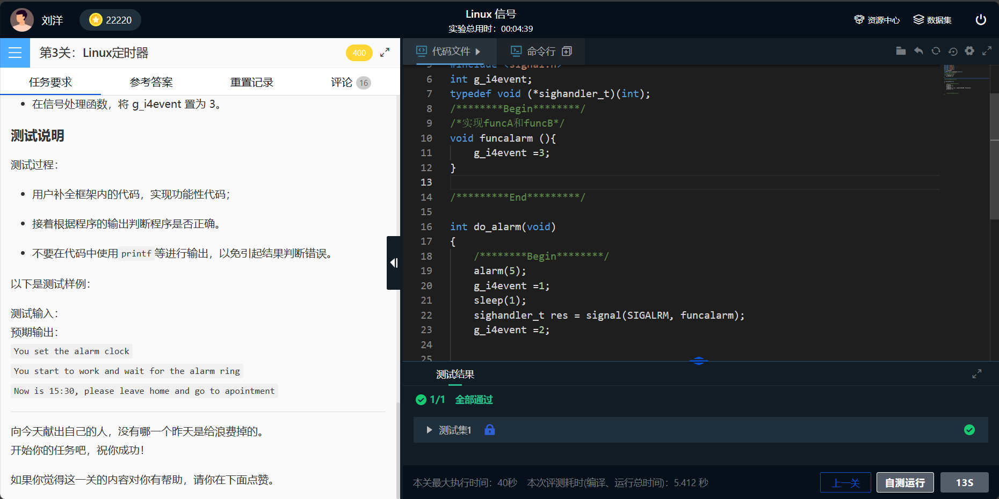 刘洋
22220
Linux 信号
实验总用时：00:04:39
资源中心
数据集
第3关：Linux定时器
400
任务要求
参考答案
重置记录
评论 16
在信号处理函数，将 g_i4event 置为 3。
测试说明
测试过程：
用户补全框架内的代码，实现功能性代码；
接着根据程序的输出判断程序是否正确。
不要在代码中使用printf等进行输出，以免引起结果判断错误。
以下是测试样例：
测试输入：
预期输出：
You set the alarm clock
You start to work and wait for the alarm ring
Now is 15:30, please leave home and go to apointment
向今天献出自己的人，没有哪一个昨天是给浪费掉的。
开始你的任务吧，祝你成功！
如果你觉得这一关的内容对你有帮助，请你在下面点赞。
代码文件
命令行
5 #include <signal.h>
6 int g_i4event;
7 typedef void (*sighandler_t)(int);
8 /********Begin********/
9 /*实现funcA和funcB*/
10 void funcalarm (){
11 g_i4event =3;
12 }
13
14 /*********End*********/
15
16 int do_alarm(void)
17 {
18 /********Begin********/
19 alarm(5);
20 g_i4event =1;
21 sleep(1);
22 sighandler_t res = signal(SIGALRM, funcalarm);
23 g_i4event =2;
24
25
测试结果
1/1 全部通过
测试集1
本关最大执行时间：40秒 本次评测耗时(编译、运行总时间)：5.412 秒
上一关
自测运行
13S